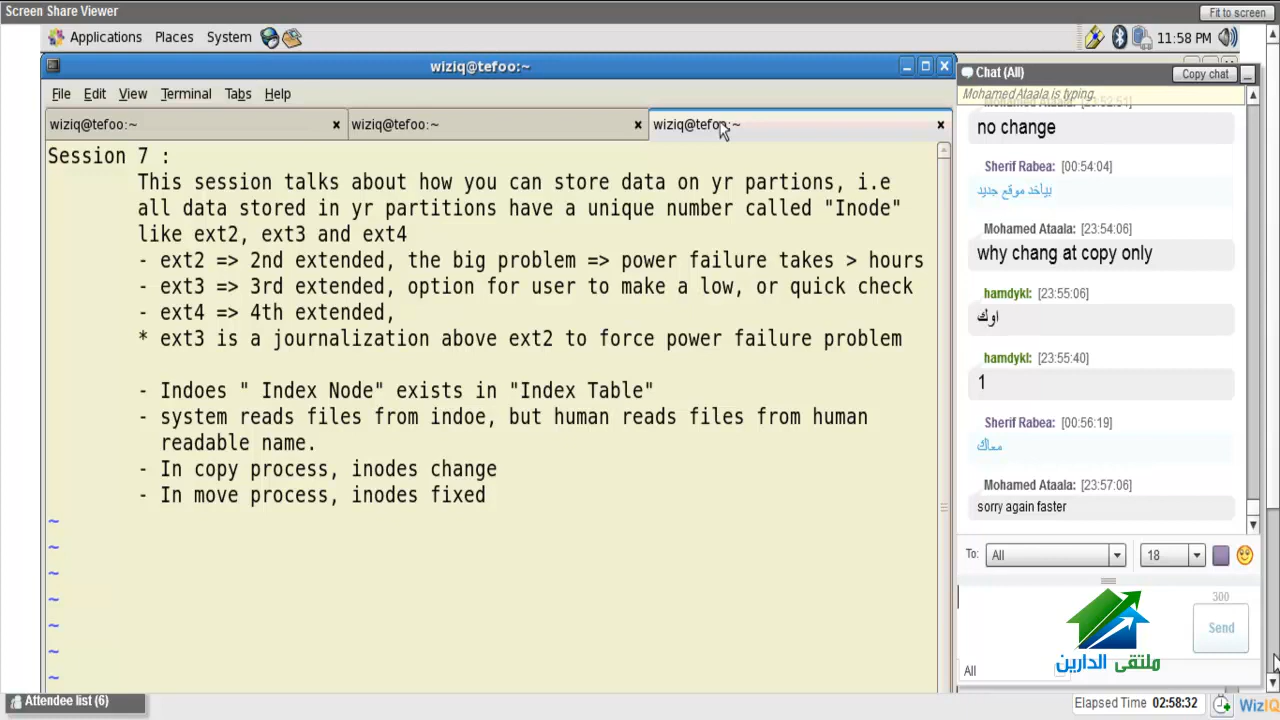 Screen Share Viewer
Fit to screen
Applications Places System
11:58 PM
wiziq@tefoo:~
File Edit View Terminal Tabs Help
wiziq@tefoo:~
wiziq@tefoo:~
wiziq@tefoo:~
Session 7 :
This session talks about how you can store data on yr partions, i.e
all data stored in yr partitions have a unique number called "Inode"
like ext2, ext3 and ext4
- ext2 => 2nd extended, the big problem => power failure takes > hours
- ext3 => 3rd extended, option for user to make a low, or quick check
- ext4 => 4th extended,
* ext3 is a journalization above ext2 to force power failure problem
- Indoes " Index Node" exists in "Index Table"
- system reads files from indoe, but human reads files from human
readable name.
- In copy process, inodes change
- In move process, inodes fixed
~
~
~
~
~
~
~
Chat (All)
Copy chat
Mohamed Ataala is typing.
Mohamed Ataala: [23:52:51]
no change
Sherif Rabea: [00:54:04]
بياخد موقع جديد
Mohamed Ataala: [23:54:06]
why chang at copy only
hamdykl: [23:55:06]
اوك
hamdykl: [23:55:40]
1
Sherif Rabea: [00:56:19]
معاك
Mohamed Ataala: [23:57:06]
sorry again faster
To: All 18
300
Send
ملتقى الدارين
All
Attendee list (6)
Elapsed Time 02:58:32
WizIQ